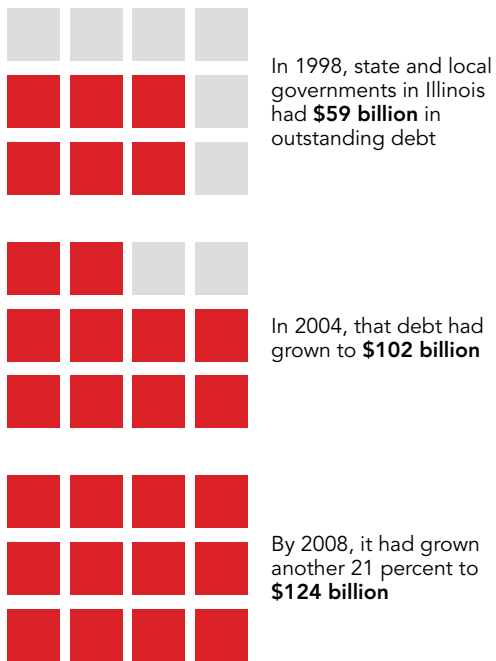 In 1998, state and local
governments in Illinois
had $59 billion in
outstanding debt
In 2004, that debt had
grown to $102 billion
By 2008, it had grown
another 21 percent to
$124 billion